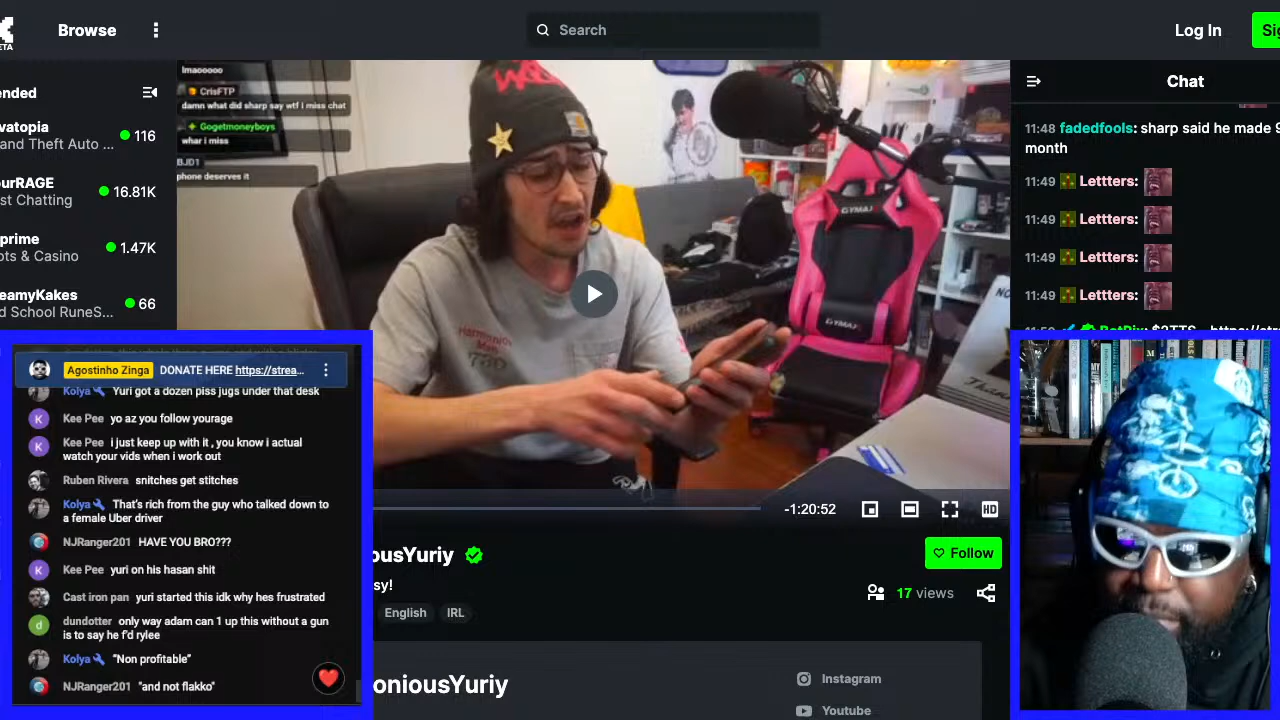 Browse
Search
Log In
ETA
ended
vatopia
116
and Theft Auto ...
urRAGE
16.81K
st Chatting
prime
1.47K
ots & Casino
eamyKakes
66
d School RuneS...
lmaooooo
CrisFTP
damn what did sharp say wtf i miss chat
Gogetmoneyboys
whar i miss
BJD1
phone deserves it
GYMAX
GYMAX
Chat
11:48 fadedfools: sharp said he made 9
month
11:49 Lettters:
11:49 Lettters:
11:49 Lettters:
11:49 Lettters:
-1:20:52
HD
ousYuriy
Follow
sy!
17 views
English
IRL
oniousYuriy
Instagram
Youtube
Agostinho Zinga DONATE HERE https://strea...
Kolya Yuri got a dozen piss jugs under that desk
Kee Pee yo az you follow yourage
Kee Pee i just keep up with it , you know i actual
watch your vids when i work out
Ruben Rivera snitches get stitches
Kolya That's rich from the guy who talked down to
a female Uber driver
NJRanger201 HAVE YOU BRO???
Kee Pee yuri on his hasan shit
Cast iron pan yuri started this idk why hes frustrated
dundotter only way adam can 1 up this without a gun
is to say he f'd rylee
Kolya "Non profitable"
NJRanger201 "and not flakko"